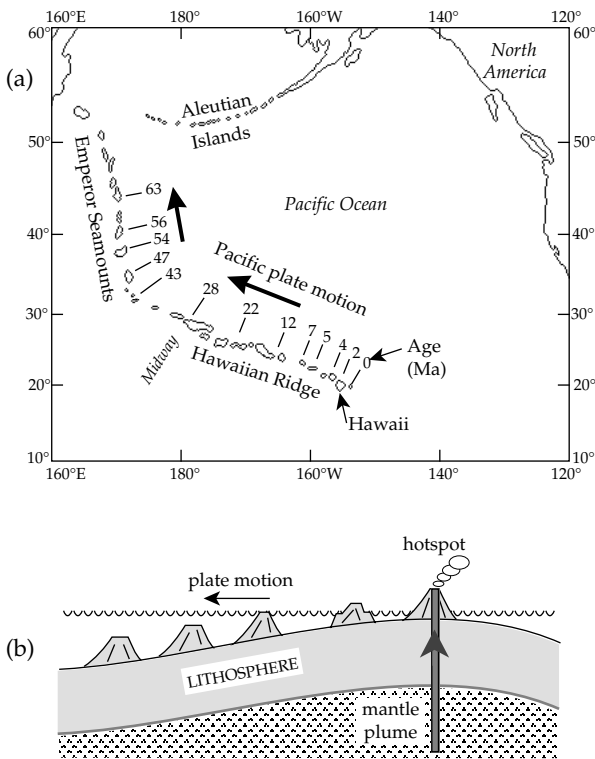 (a)
60°
50°
40°
30°
20°
10°
160°E
180°
160°W
140°
120°
North
America
Aleutian
Islands
Emperor Seamounts
63
56
54
47
43
Pacific Ocean
Pacific plate motion
28
22
12
7
5
4
2
0
Age
(Ma)
Midway
Hawaiian Ridge
Hawaii
60°
50°
40°
30°
20°
10°
160°E
180°
160°W
140°
120°
(b)
hotspot
plate motion
LITHOSPHERE
mantle
plume